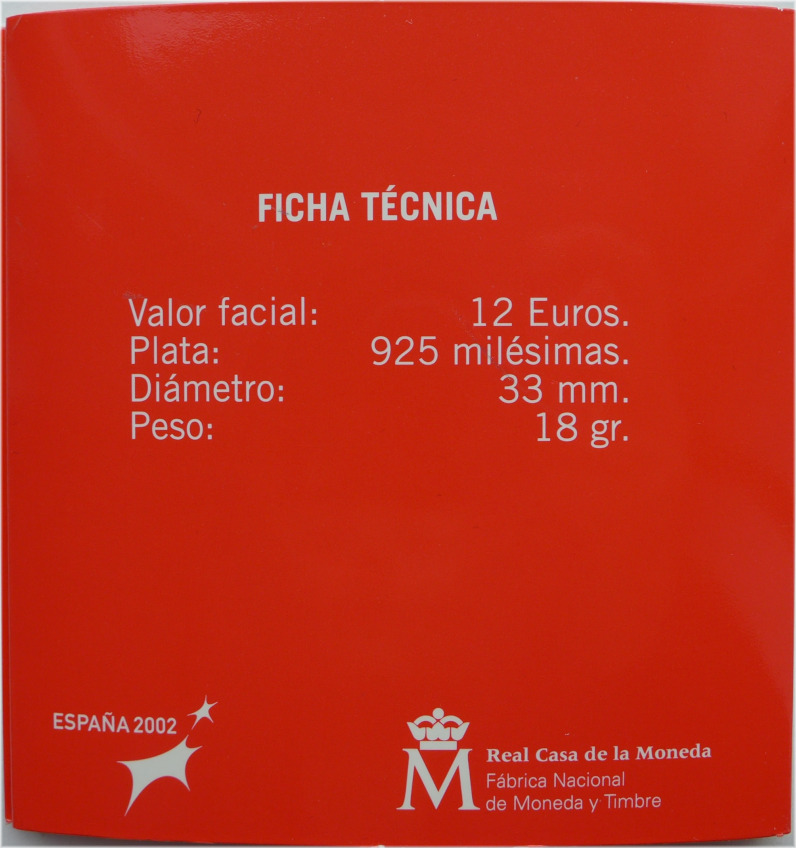 FICHA TÉCNICA
Valor facial: 12 Euros.
Plata: 925 milésimas.
Diámetro: 33 mm.
Peso: 18 gr.
ESPAÑA 2002
M
Real Casa de la Moneda
Fábrica Nacional
de Moneda y Timbre